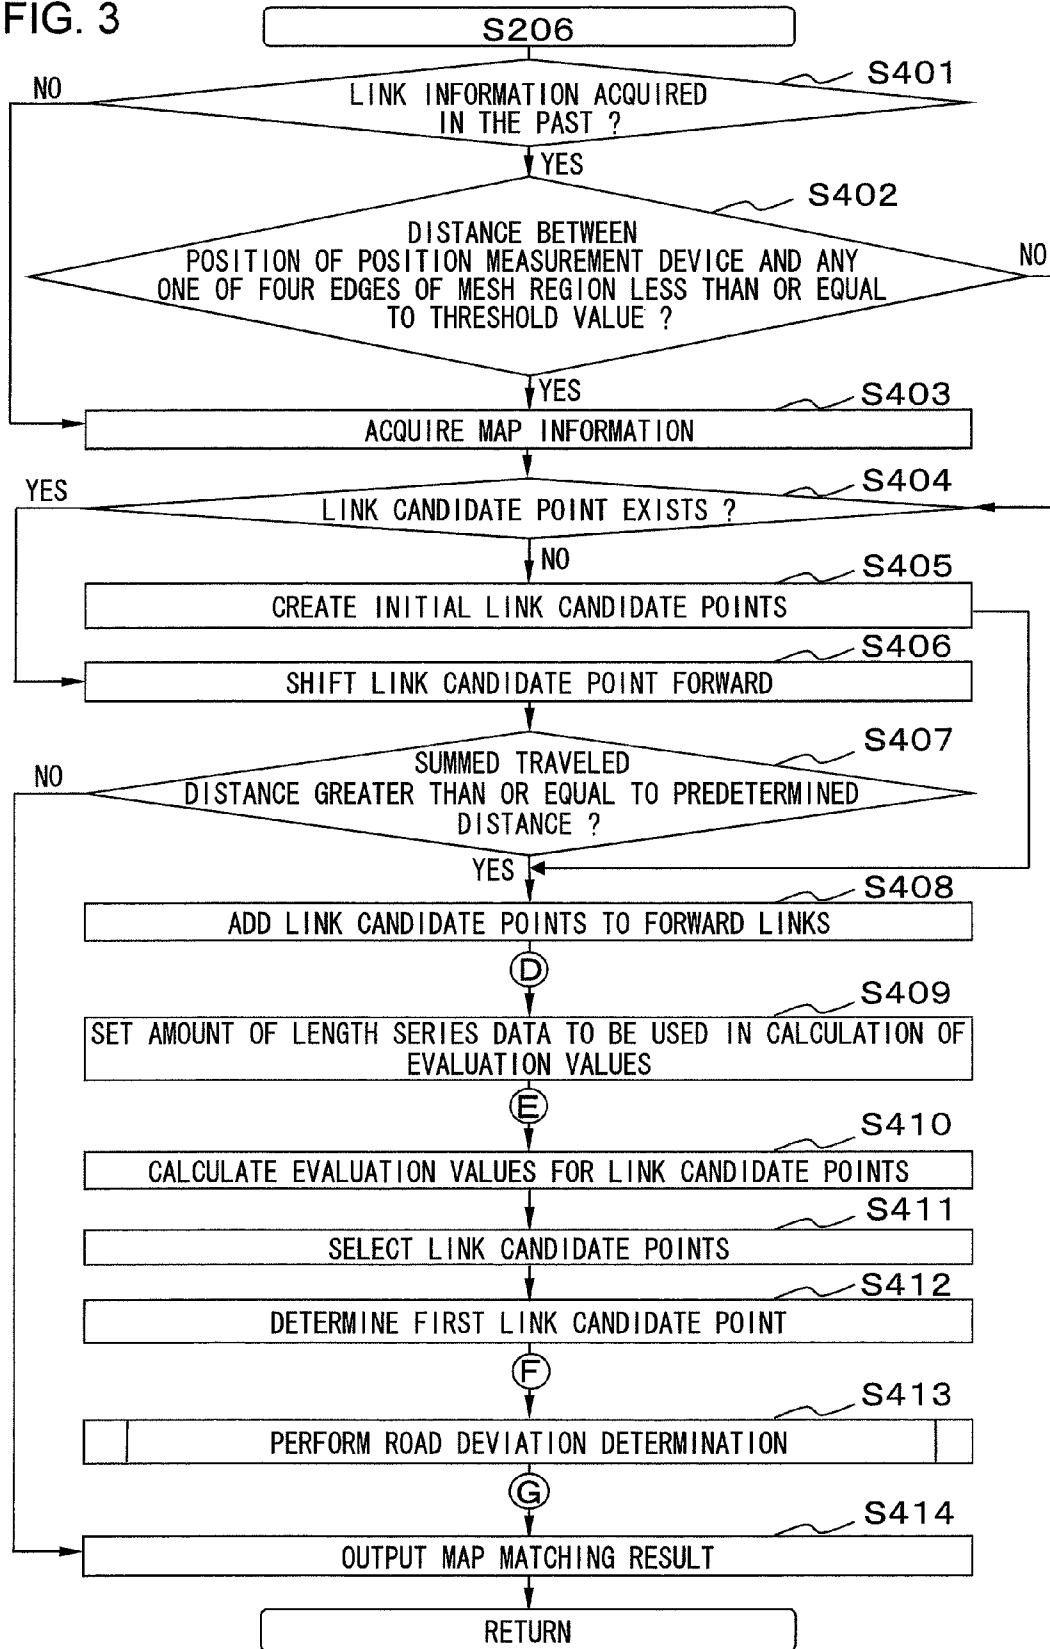 FIG. 3
S206
S401
NO
LINK INFORMATION ACQUIRED
IN THE PAST ?
YES
S402
DISTANCE BETWEEN
POSITION OF POSITION MEASUREMENT DEVICE AND ANY
ONE OF FOUR EDGES OF MESH REGION LESS THAN OR EQUAL
TO THRESHOLD VALUE ?
NO
YES
S403
ACQUIRE MAP INFORMATION
S404
YES
LINK CANDIDATE POINT EXISTS ?
NO
S405
CREATE INITIAL LINK CANDIDATE POINTS
S406
SHIFT LINK CANDIDATE POINT FORWARD
S407
NO
SUMMED TRAVELED
DISTANCE GREATER THAN OR EQUAL TO PREDETERMINED
DISTANCE ?
YES
S408
ADD LINK CANDIDATE POINTS TO FORWARD LINKS
D
S409
SET AMOUNT OF LENGTH SERIES DATA TO BE USED IN CALCULATION OF
EVALUATION VALUES
E
S410
CALCULATE EVALUATION VALUES FOR LINK CANDIDATE POINTS
S411
SELECT LINK CANDIDATE POINTS
S412
DETERMINE FIRST LINK CANDIDATE POINT
F
S413
PERFORM ROAD DEVIATION DETERMINATION
G
S414
OUTPUT MAP MATCHING RESULT
RETURN